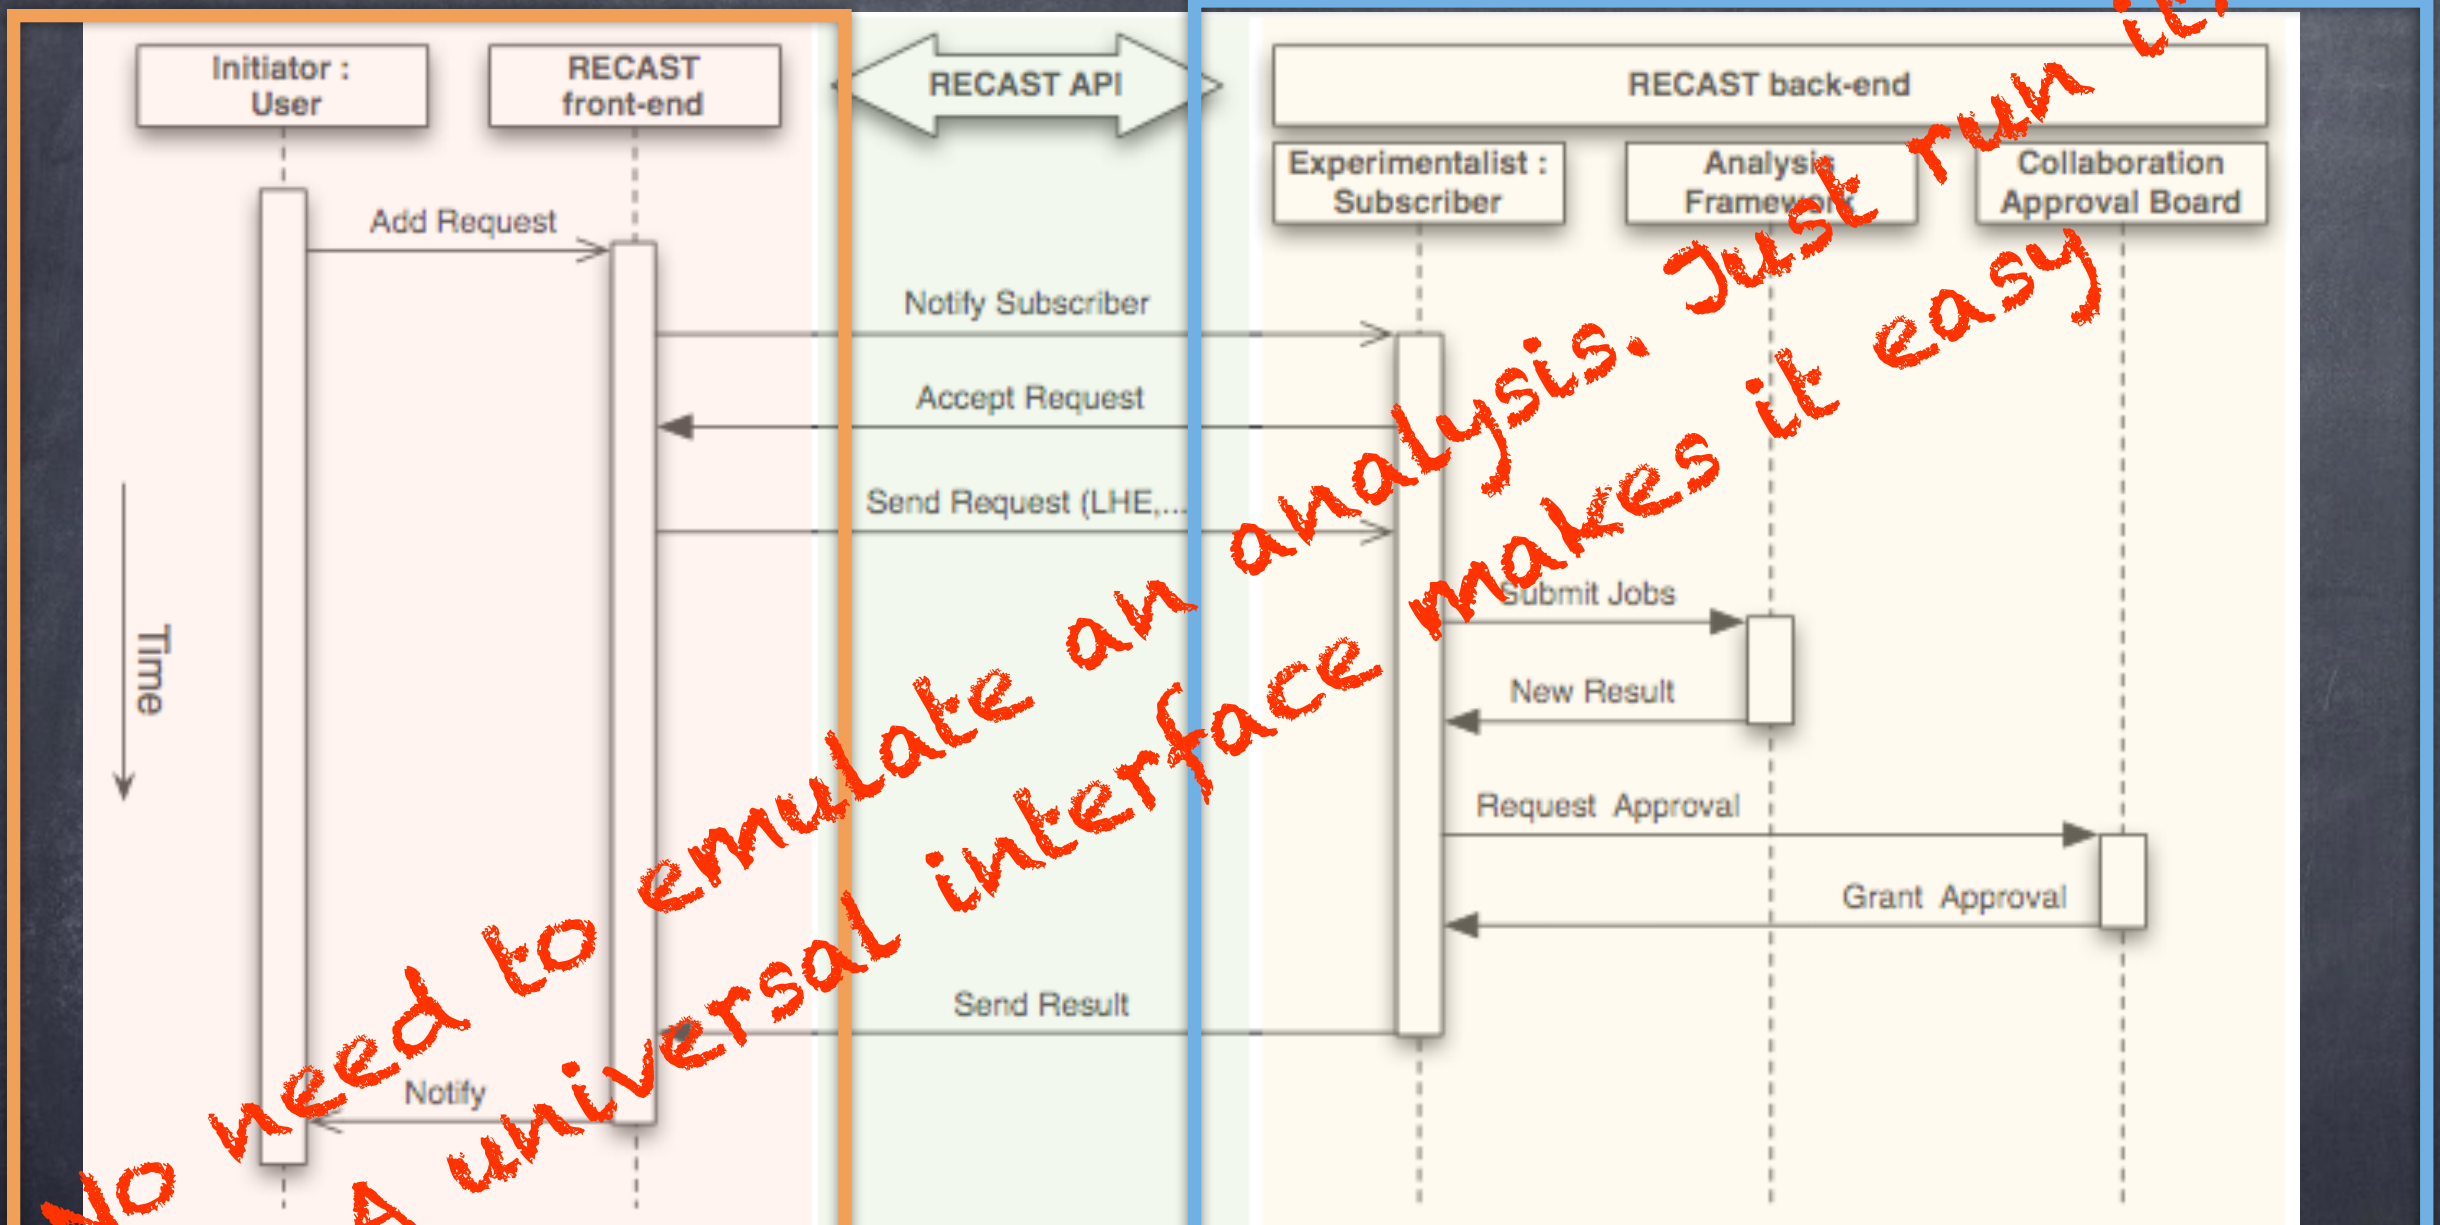 Initiator :
User
RECAST
front-end
RECAST API
RECAST back-end
Experimentalist :
Subscriber
Analysis
Framework
Collaboration
Approval Board
Add Request
Notify Subscriber
Accept Request
Send Request (LHE,...
Submit Jobs
New Result
Request Approval
Grant Approval
Send Result
Notify
Time
No need to emulate an analysis. Just run it.
A universal interface makes it easy